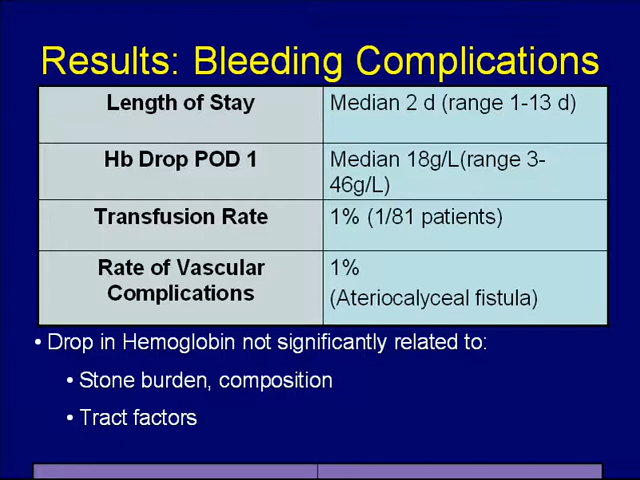 Results: Bleeding Complications
Length of Stay
Median 2 d (range 1-13 d)
Hb Drop POD 1
Median 18g/L(range 3-
46g/L)
Transfusion Rate
1% (1/81 patients)
Rate of Vascular
Complications
1%
(Ateriocalyceal fistula)
• Drop in Hemoglobin not significantly related to:
• Stone burden, composition
• Tract factors